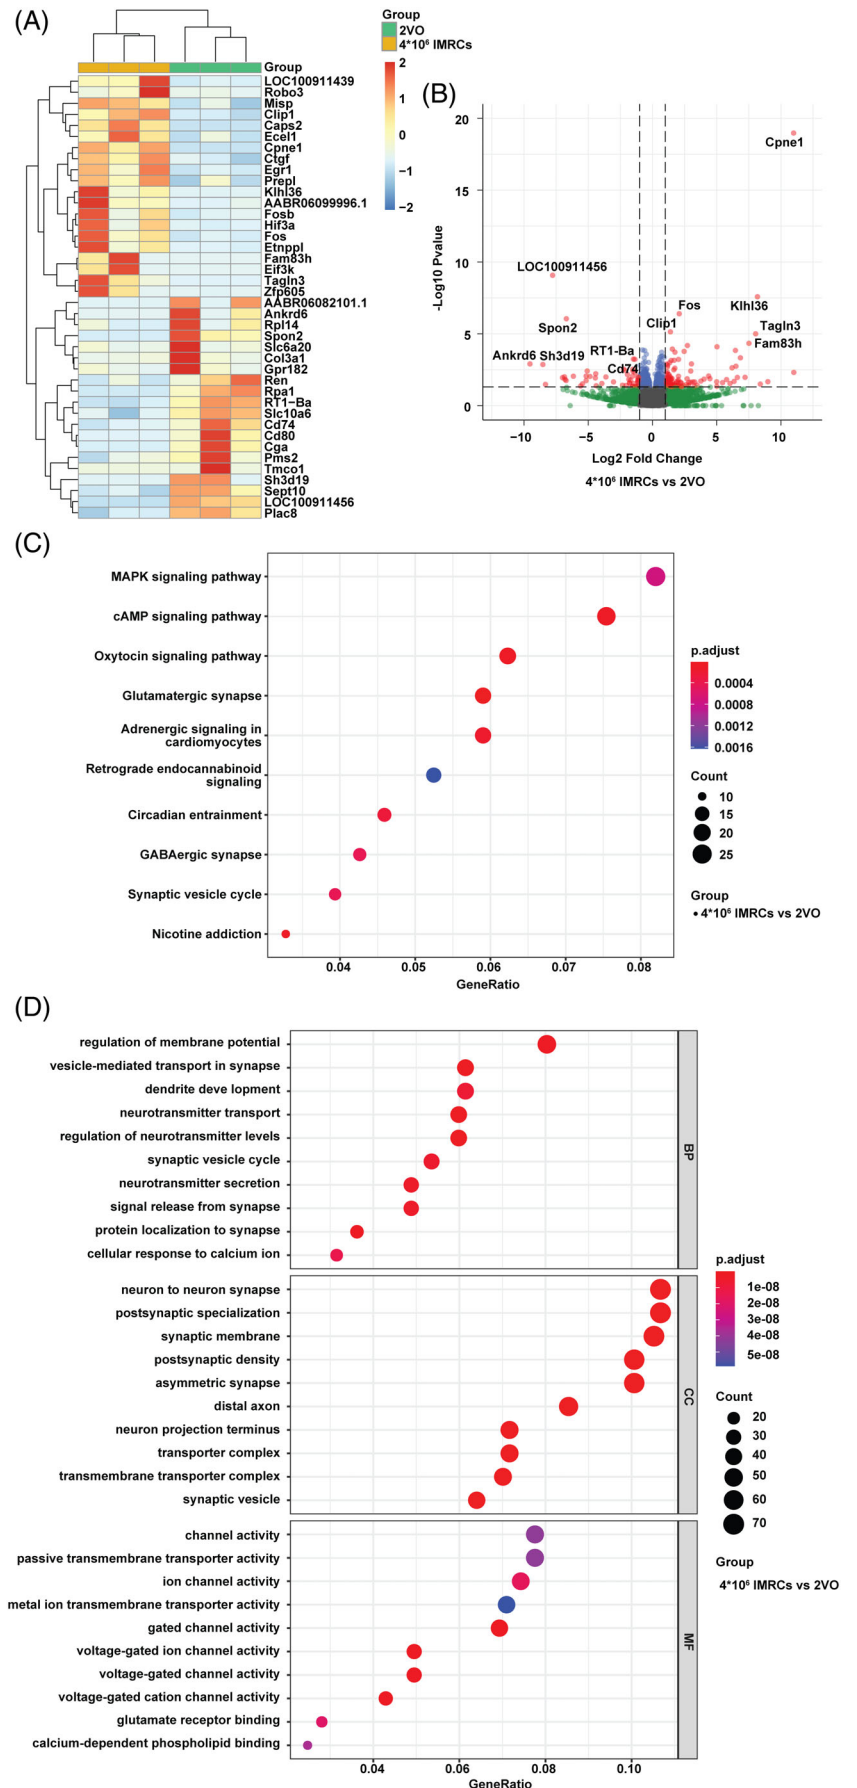 (A)
Group
2VO
4*10⁶ IMRCs
Group
LOC100911439
Robo3
Misp
Clip1
Caps2
Ecel1
Cpne1
Ctgf
Egr1
Prepl
Klhl36
AABR06099996.1
Fosb
Hif3a
Fos
Etnppl
Fam83h
Eif3k
Tagln3
Zfp605
AABR06082101.1
Ankrd6
Rpl14
Spon2
Slc6a20
Col3a1
Gpr182
Ren
Rpa1
RT1−Ba
Slc10a6
Cd74
Cd80
Cga
Pms2
Tmco1
Sh3d19
Sept10
LOC100911456
Plac8
2
1
0
−1
−2
(B)
-Log10 Pvalue
20
15
10
5
0
Cpne1
LOC100911456
Klhl36
Fos
Spon2
Clip1
Tagln3
Fam83h
RT1-Ba
Ankrd6
Sh3d19
Cd74
−10
−5
0
5
10
Log2 Fold Change
4*10⁶ IMRCs vs 2VO
(C)
MAPK signaling pathway
cAMP signaling pathway
Oxytocin signaling pathway
Glutamatergic synapse
Adrenergic signaling in
cardiomyocytes
Retrograde endocannabinoid
signaling
Circadian entrainment
GABAergic synapse
Synaptic vesicle cycle
Nicotine addiction
0.04
0.05
0.06
0.07
0.08
GeneRatio
p.adjust
0.0004
0.0008
0.0012
0.0016
Count
10
15
20
25
Group
4*10⁶ IMRCs vs 2VO
(D)
regulation of membrane potential
vesicle-mediated transport in synapse
dendrite deve lopment
neurotransmitter transport
regulation of neurotransmitter levels
synaptic vesicle cycle
neurotransmitter secretion
signal release from synapse
protein localization to synapse
cellular response to calcium ion
BP
neuron to neuron synapse
postsynaptic specialization
synaptic membrane
postsynaptic density
asymmetric synapse
distal axon
neuron projection terminus
transporter complex
transmembrane transporter complex
synaptic vesicle
CC
channel activity
passive transmembrane transporter activity
ion channel activity
metal ion transmembrane transporter activity
gated channel activity
voltage-gated ion channel activity
voltage-gated channel activity
voltage-gated cation channel activity
glutamate receptor binding
calcium-dependent phospholipid binding
MF
0.04
0.06
0.08
0.10
GeneRatio
p.adjust
1e-08
2e-08
3e-08
4e-08
5e-08
Count
20
30
40
50
60
70
Group
4*10⁶ IMRCs vs 2VO